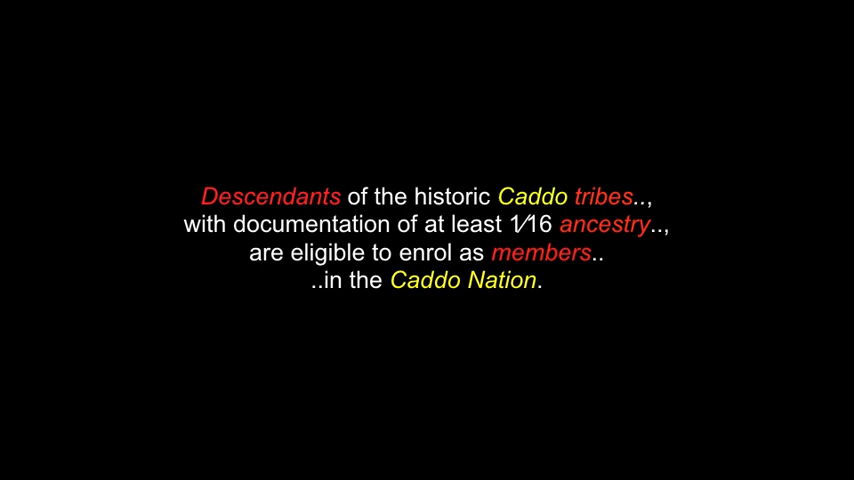 Descendants of the historic Caddo tribes..,
with documentation of at least 1⁄16 ancestry..,
are eligible to enrol as members..
..in the Caddo Nation.